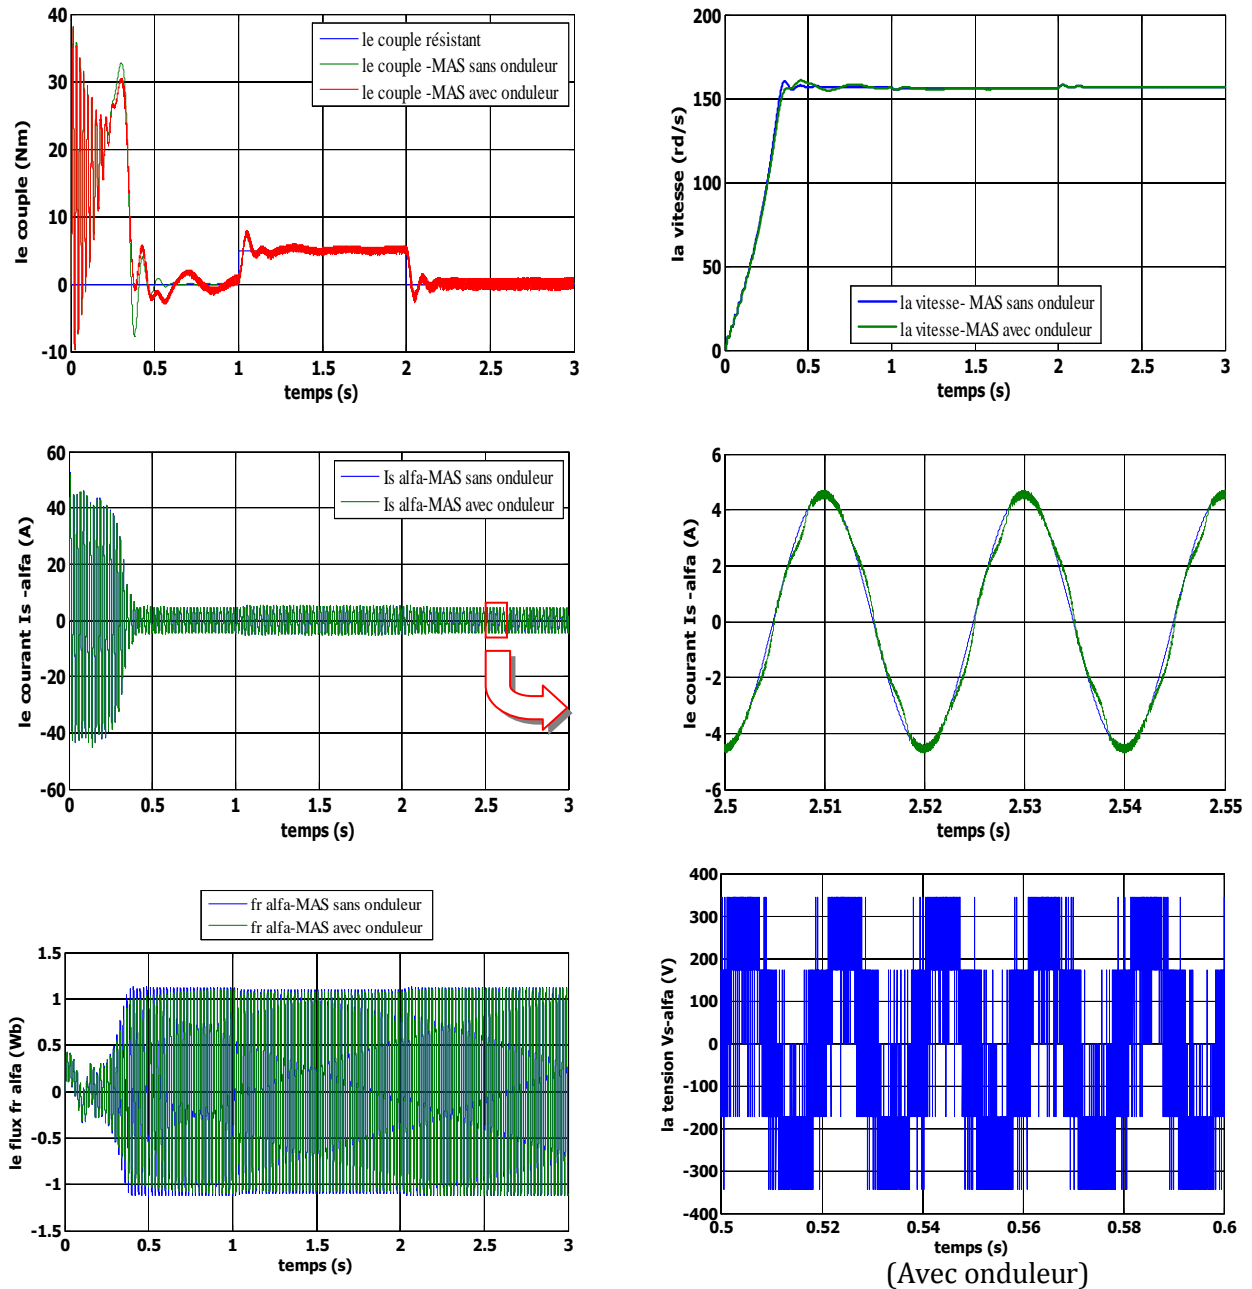 40
30
20
10
0
-10
0 0.5 1 1.5 2 2.5 3
le couple (Nm)
temps (s)
le couple résistant
le couple -MAS sans onduleur
le couple -MAS avec onduleur
200
150
100
50
0
0 0.5 1 1.5 2 2.5 3
la vitesse (rd/s)
temps (s)
la vitesse- MAS sans onduleur
la vitesse-MAS avec onduleur
60
40
20
0
-20
-40
-60
0 0.5 1 1.5 2 2.5 3
le courant Is -alfa (A)
temps (s)
Is alfa-MAS sans onduleur
Is alfa-MAS avec onduleur
6
4
2
0
-2
-4
-6
2.5 2.51 2.52 2.53 2.54 2.55
le courant Is -alfa (A)
temps (s)
fr alfa-MAS sans onduleur
fr alfa-MAS avec onduleur
1.5
1
0.5
0
-0.5
-1
-1.5
0 0.5 1 1.5 2 2.5 3
le flux fr alfa (Wb)
temps (s)
400
300
200
100
0
-100
-200
-300
-400
0.5 0.52 0.54 0.56 0.58 0.6
la tension Vs-alfa (V)
temps (s)
(Avec onduleur)